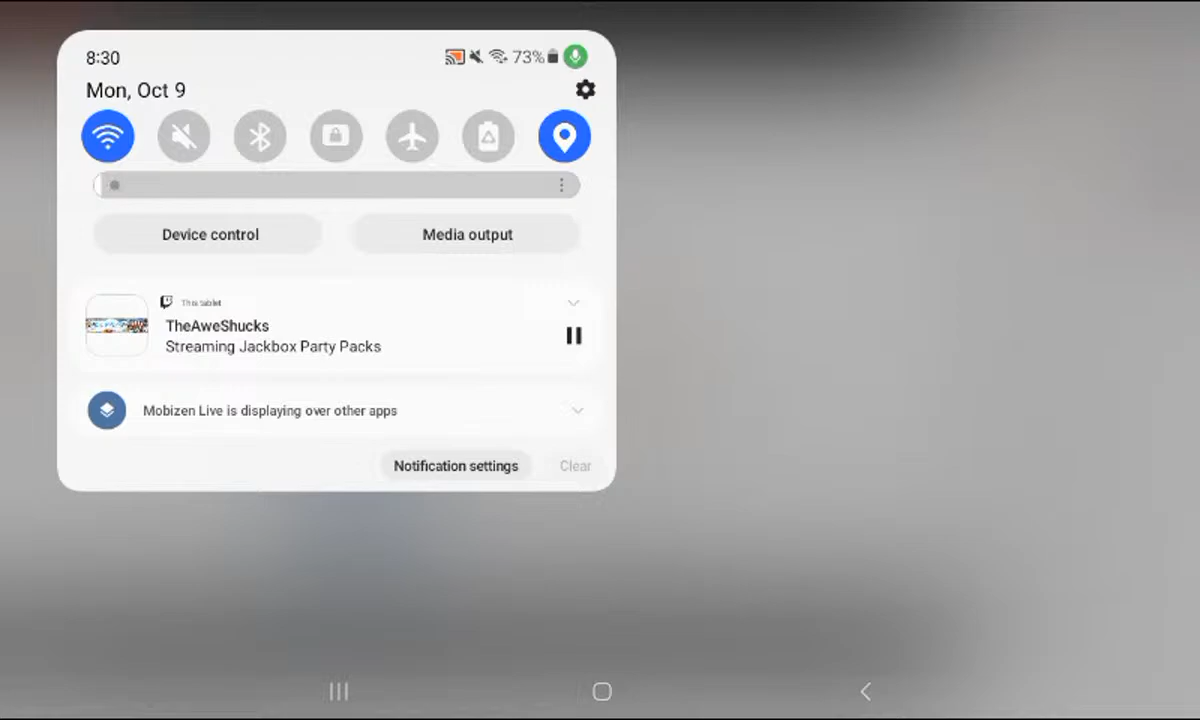 8:30
73%
Mon, Oct 9
Device control
Media output
This tablet
TheAweShucks
Streaming Jackbox Party Packs
Mobizen Live is displaying over other apps
Notification settings
Clear